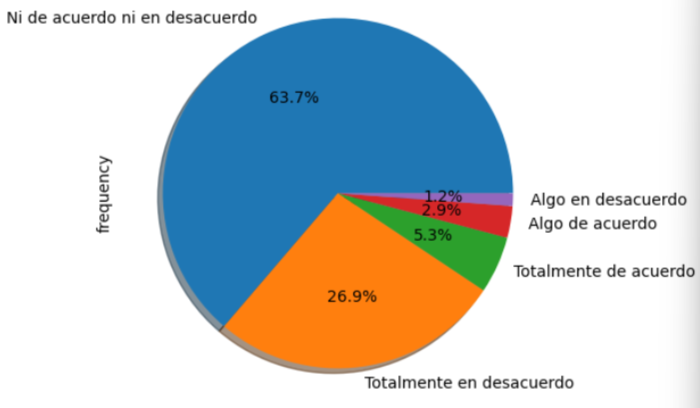 Ni de acuerdo ni en desacuerdo
63.7%
frequency
1.2%
Algo en desacuerdo
2.9%
Algo de acuerdo
5.3%
Totalmente de acuerdo
26.9%
Totalmente en desacuerdo